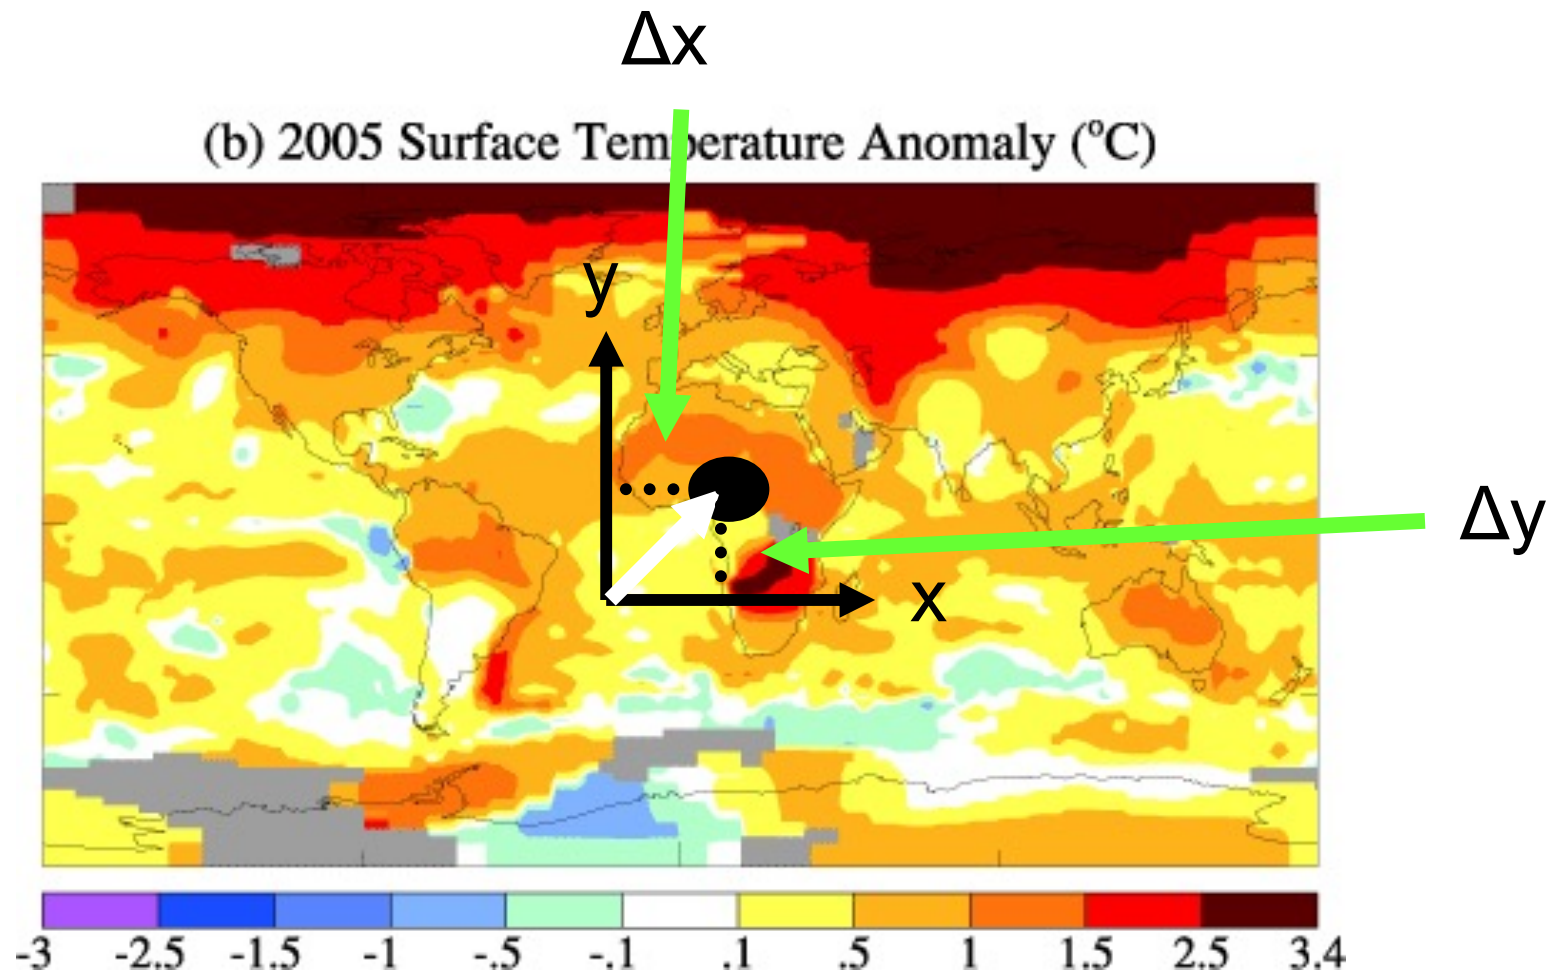 Δx
(b) 2005 Surface Temperature Anomaly (°C)
y
Δy
x
-3 -2.5 -1.5 -1 -.5 -.1 .1 .5 1 1.5 2.5 3.4